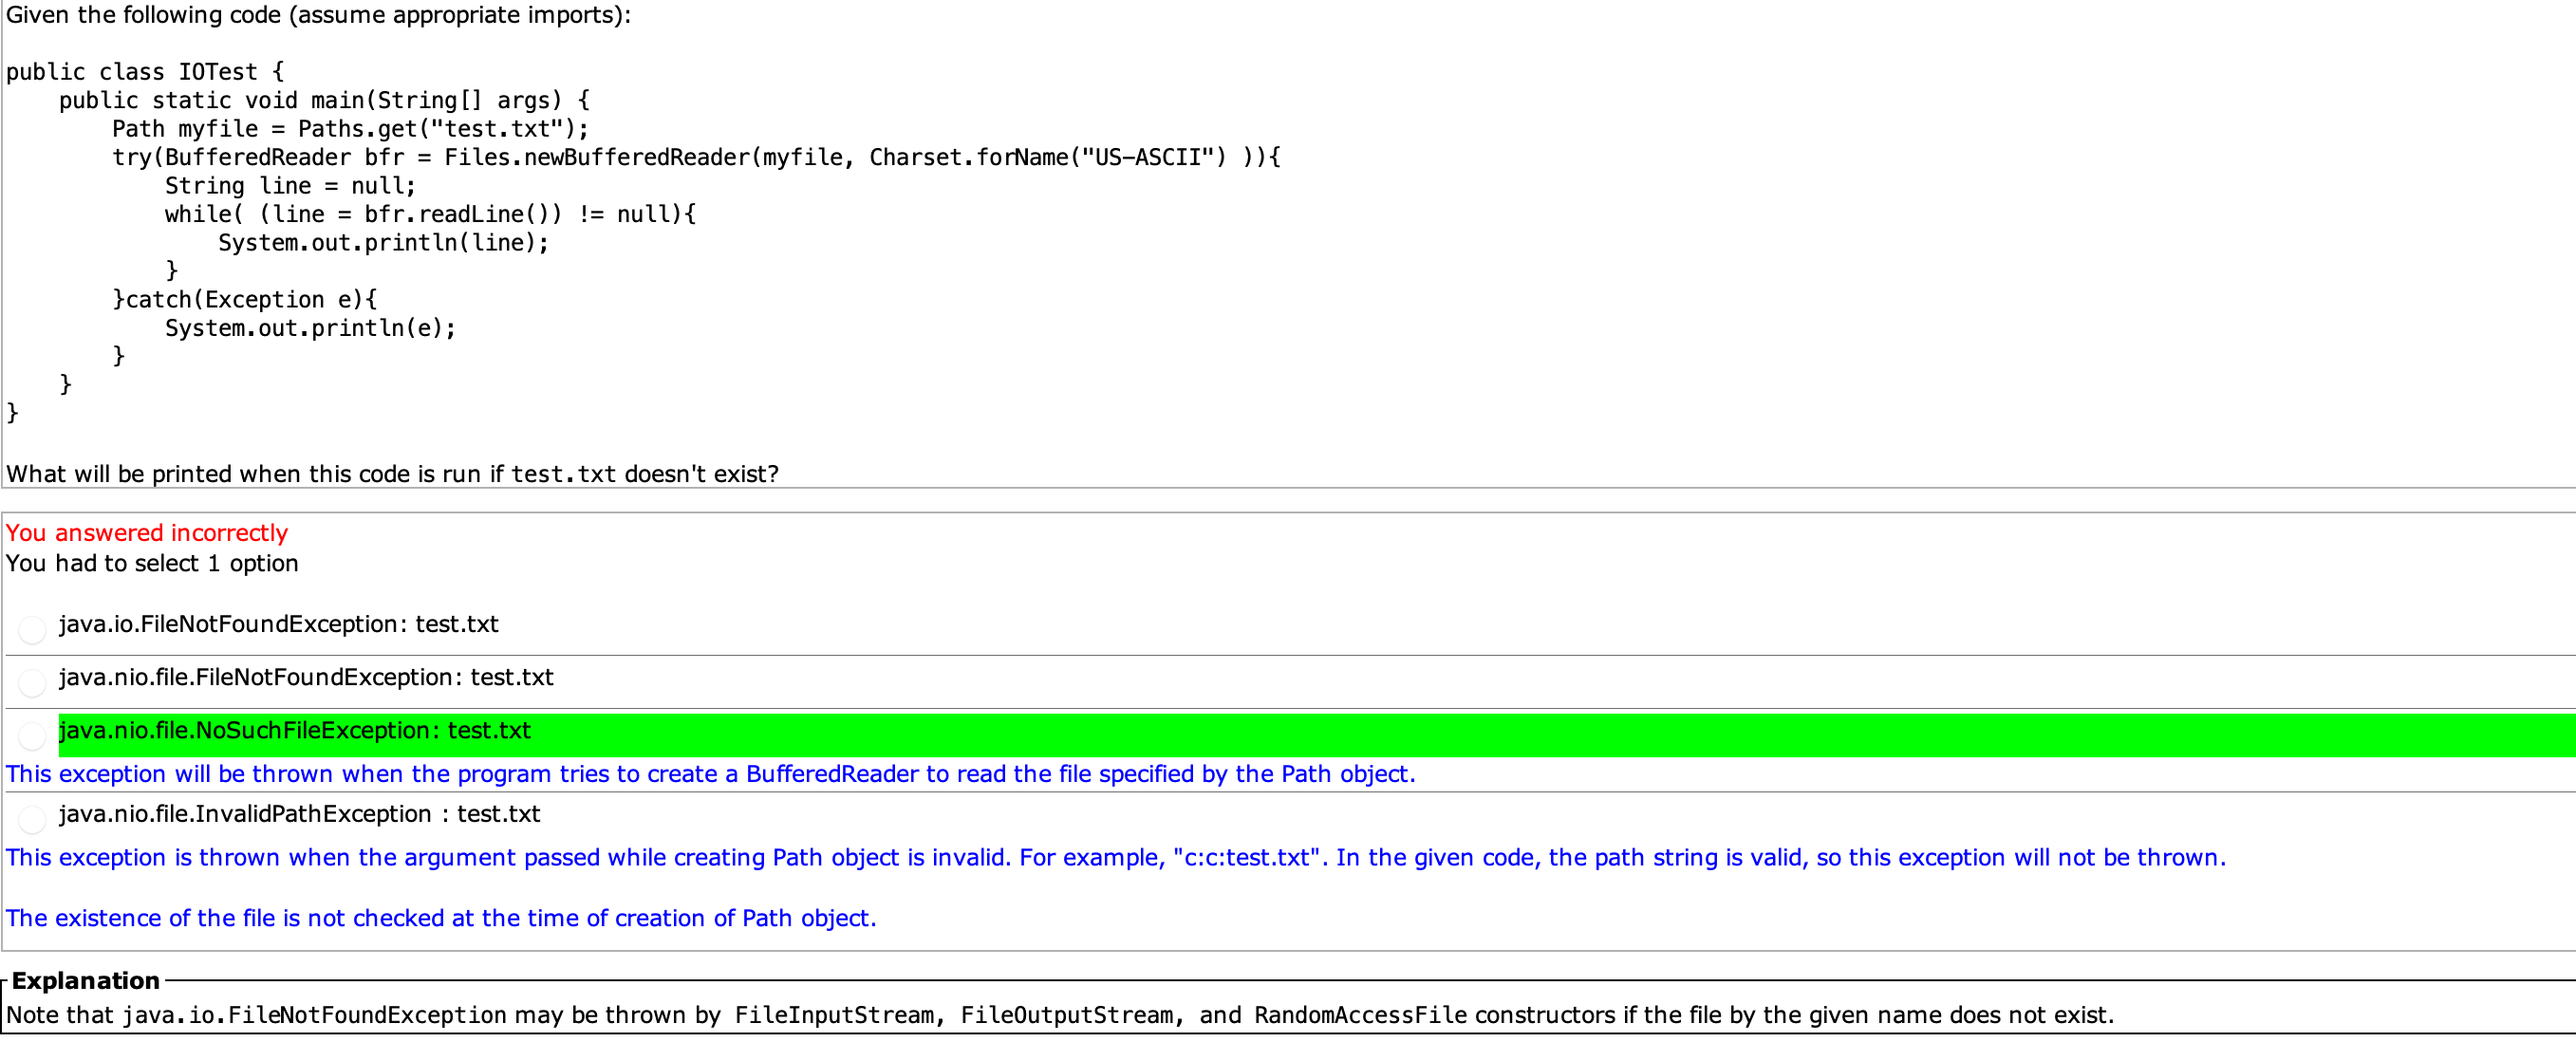 Given the following code (assume appropriate imports):
public class IOTest {
    public static void main(String[] args) {
        Path myfile = Paths.get("test.txt");
        try(BufferedReader bfr = Files.newBufferedReader(myfile, Charset.forName("US-ASCII") )){
            String line = null;
            while( (line = bfr.readLine()) != null){
                System.out.println(line);
            }
        }catch(Exception e){
            System.out.println(e);
        }
    }
}
What will be printed when this code is run if test.txt doesn't exist?
You answered incorrectly
You had to select 1 option
java.io.FileNotFoundException: test.txt
java.nio.file.FileNotFoundException: test.txt
java.nio.file.NoSuchFileException: test.txt
This exception will be thrown when the program tries to create a BufferedReader to read the file specified by the Path object.
java.nio.file.InvalidPathException : test.txt
This exception is thrown when the argument passed while creating Path object is invalid. For example, "c:c:test.txt". In the given code, the path string is valid, so this exception will not be thrown.
The existence of the file is not checked at the time of creation of Path object.
Explanation
Note that java.io.FileNotFoundException may be thrown by FileInputStream, FileOutputStream, and RandomAccessFile constructors if the file by the given name does not exist.